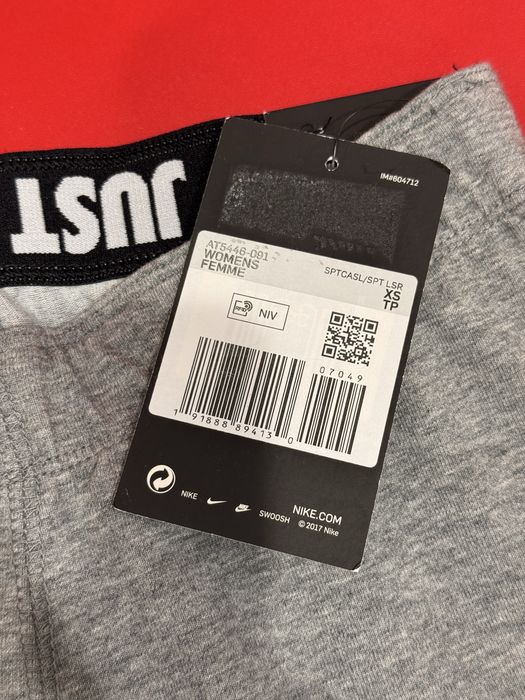 JUST
IM#604712
AT5446-091
WOMENS
FEMME
SPTCASL/SPT LSR
XS
TP
RFID
NIV
07049
1 91888 89413 0
NIKE
SWOOSH
NIKE.COM
© 2017 Nike